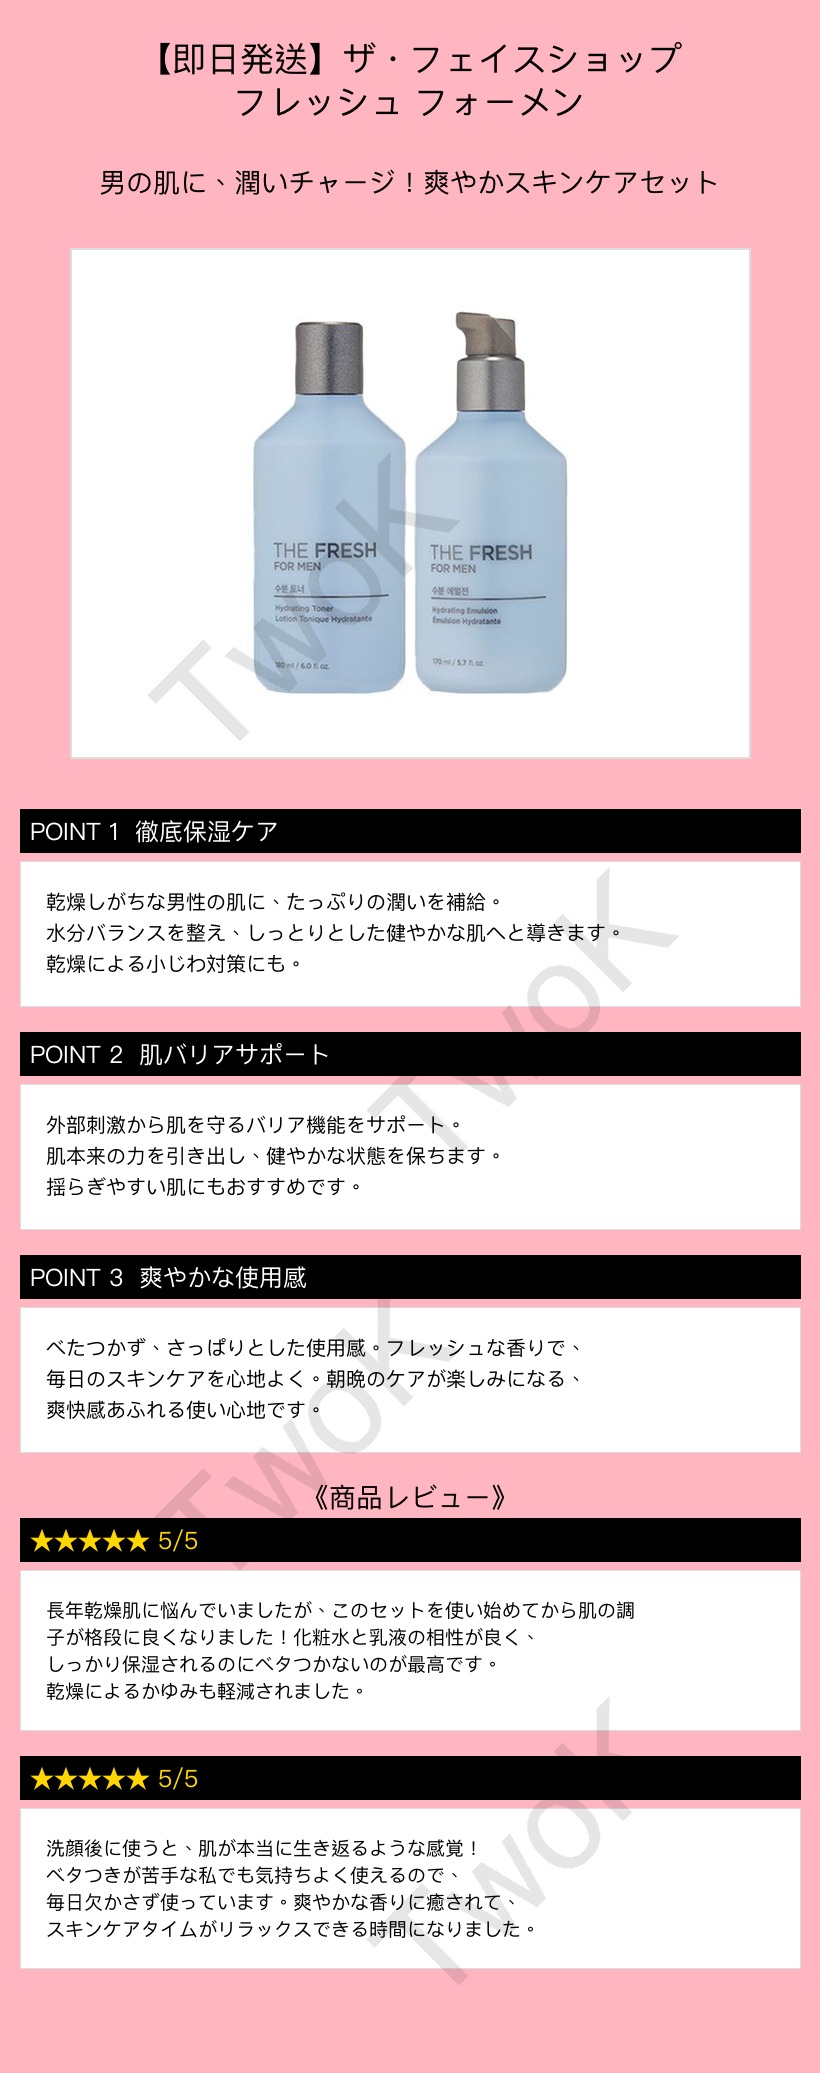 【即日発送】ザ・フェイスショップ
フレッシュ フォーメン
男の肌に、潤いチャージ！爽やかスキンケアセット
THE FRESH
FOR MEN
수분 토너
Hydrating Toner
Lotion Tonique Hydratante
180 ml / 6.0 fl. oz.
THE FRESH
FOR MEN
수분 에멀전
Hydrating Emulsion
Émulsion Hydratante
170 ml / 5.7 fl. oz.
TwoK
POINT 1 徹底保湿ケア
乾燥しがちな男性の肌に、たっぷりの潤いを補給。
水分バランスを整え、しっとりとした健やかな肌へと導きます。
乾燥による小じわ対策にも。
TwoK
POINT 2 肌バリアサポート
外部刺激から肌を守るバリア機能をサポート。
肌本来の力を引き出し、健やかな状態を保ちます。
揺らぎやすい肌にもおすすめです。
POINT 3 爽やかな使用感
べたつかず、さっぱりとした使用感。フレッシュな香りで、
毎日のスキンケアを心地よく。朝晩のケアが楽しみになる、
爽快感あふれる使い心地です。
TwoK
《商品レビュー》
★★★★★ 5/5
長年乾燥肌に悩んでいましたが、このセットを使い始めてから肌の調
子が格段に良くなりました！化粧水と乳液の相性が良く、
しっかり保湿されるのにベタつかないのが最高です。
乾燥によるかゆみも軽減されました。
★★★★★ 5/5
洗顔後に使うと、肌が本当に生き返るような感覚！
ベタつきが苦手な私でも気持ちよく使えるので、
毎日欠かさず使っています。爽やかな香りに癒されて、
スキンケアタイムがリラックスできる時間になりました。
TwoK